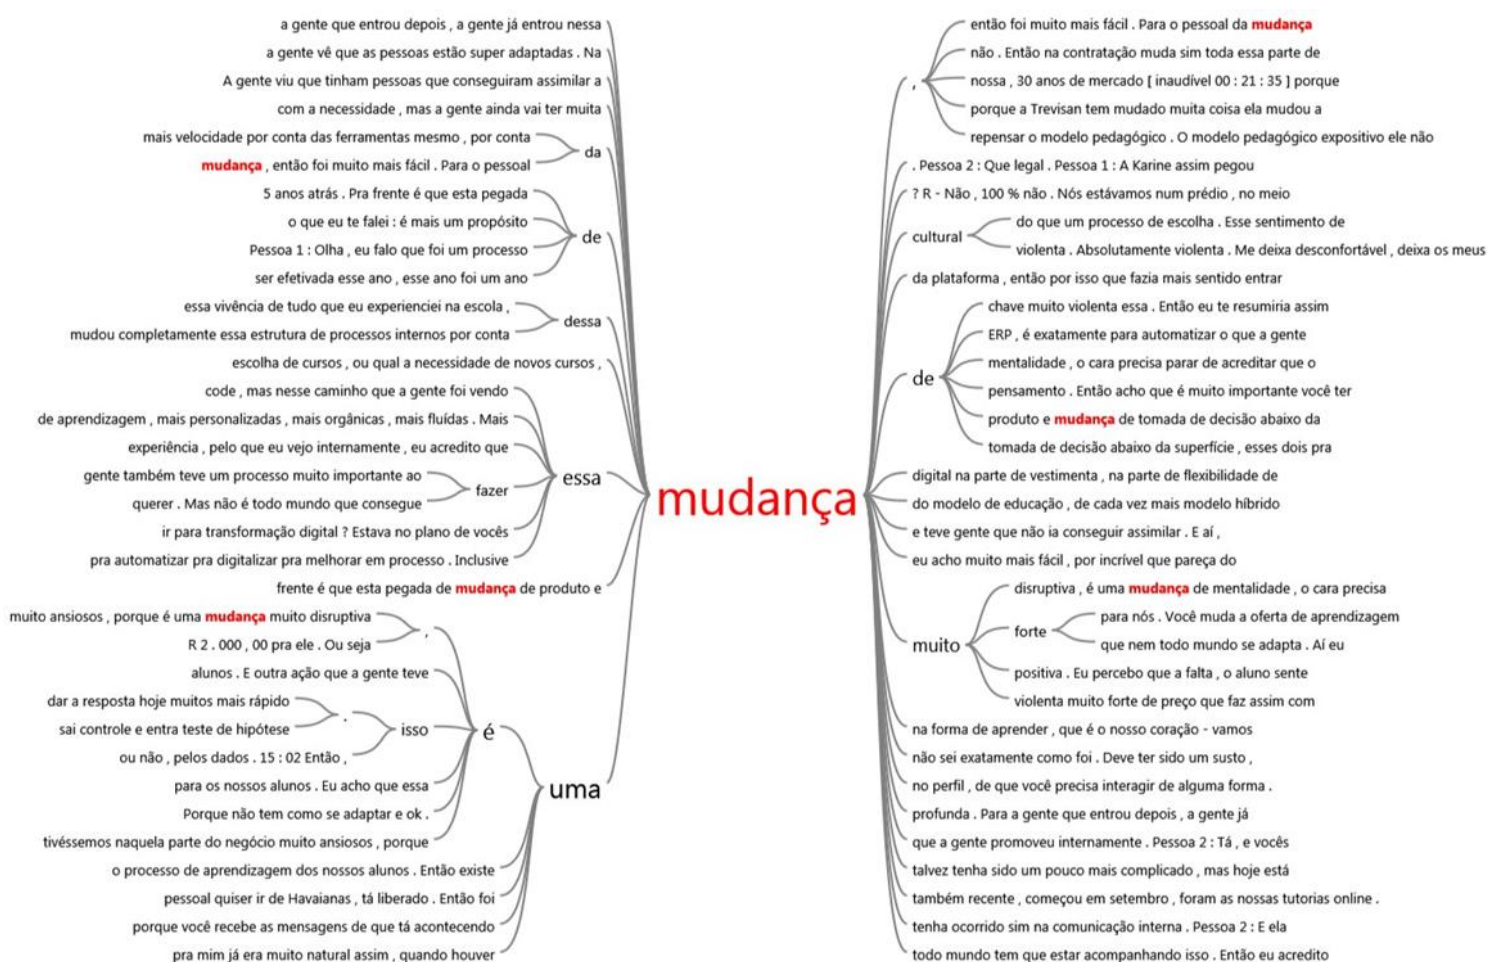 a gente que entrou depois , a gente já entrou nessa
a gente vê que as pessoas estão super adaptadas . Na
A gente viu que tinham pessoas que conseguiram assimilar a
com a necessidade , mas a gente ainda vai ter muita
mais velocidade por conta das ferramentas mesmo , por conta
da
mudança , então foi muito mais fácil . Para o pessoal
5 anos atrás . Pra frente é que esta pegada
o que eu te falei : é mais um propósito
de
Pessoa 1 : Olha , eu falo que foi um processo
ser efetivada esse ano , esse ano foi um ano
essa vivência de tudo que eu experienciei na escola ,
dessa
mudou completamente essa estrutura de processos internos por conta
escolha de cursos , ou qual a necessidade de novos cursos ,
code , mas nesse caminho que a gente foi vendo
de aprendizagem , mais personalizadas , mais orgânicas , mais fluídas . Mais
experiência , pelo que eu vejo internamente , eu acredito que
essa
gente também teve um processo muito importante ao
fazer
querer . Mas não é todo mundo que consegue
ir para transformação digital ? Estava no plano de vocês
pra automatizar pra digitalizar pra melhorar em processo . Inclusive
frente é que esta pegada de mudança de produto e
muito ansiosos , porque é uma mudança muito disruptiva
,
R 2 . 000 , 00 pra ele . Ou seja
alunos . E outra ação que a gente teve
dar a resposta hoje muitos mais rápido
.
sai controle e entra teste de hipótese
isso
é
ou não , pelos dados . 15 : 02 Então ,
para os nossos alunos . Eu acho que essa
uma
Porque não tem como se adaptar e ok .
tivéssemos naquela parte do negócio muito ansiosos , porque
o processo de aprendizagem dos nossos alunos . Então existe
pessoal quiser ir de Havaianas , tá liberado . Então foi
porque você recebe as mensagens de que tá acontecendo
pra mim já era muito natural assim , quando houver
mudança
então foi muito mais fácil . Para o pessoal da mudança
não . Então na contratação muda sim toda essa parte de
,
nossa , 30 anos de mercado [ inaudível 00 : 21 : 35 ] porque
porque a Trevisan tem mudado muita coisa ela mudou a
repensar o modelo pedagógico . O modelo pedagógico expositivo ele não
. Pessoa 2 : Que legal . Pessoa 1 : A Karine assim pegou
? R - Não , 100 % não . Nós estávamos num prédio , no meio
cultural
do que um processo de escolha . Esse sentimento de
violenta . Absolutamente violenta . Me deixa desconfortável , deixa os meus
da plataforma , então por isso que fazia mais sentido entrar
chave muito violenta essa . Então eu te resumiria assim
ERP , é exatamente para automatizar o que a gente
mentalidade , o cara precisa parar de acreditar que o
de
pensamento . Então acho que é muito importante você ter
produto e mudança de tomada de decisão abaixo da
tomada de decisão abaixo da superfície , esses dois pra
digital na parte de vestimenta , na parte de flexibilidade de
do modelo de educação , de cada vez mais modelo híbrido
e teve gente que não ia conseguir assimilar . E aí ,
eu acho muito mais fácil , por incrível que pareça do
disruptiva , é uma mudança de mentalidade , o cara precisa
para nós . Você muda a oferta de aprendizagem
forte
muito
que nem todo mundo se adapta . Aí eu
positiva . Eu percebo que a falta , o aluno sente
violenta muito forte de preço que faz assim com
na forma de aprender , que é o nosso coração - vamos
não sei exatamente como foi . Deve ter sido um susto ,
no perfil , de que você precisa interagir de alguma forma .
profunda . Para a gente que entrou depois , a gente já
que a gente promoveu internamente . Pessoa 2 : Tá , e vocês
talvez tenha sido um pouco mais complicado , mas hoje está
também recente , começou em setembro , foram as nossas tutorias online .
tenha ocorrido sim na comunicação interna . Pessoa 2 : E ela
todo mundo tem que estar acompanhando isso . Então eu acredito